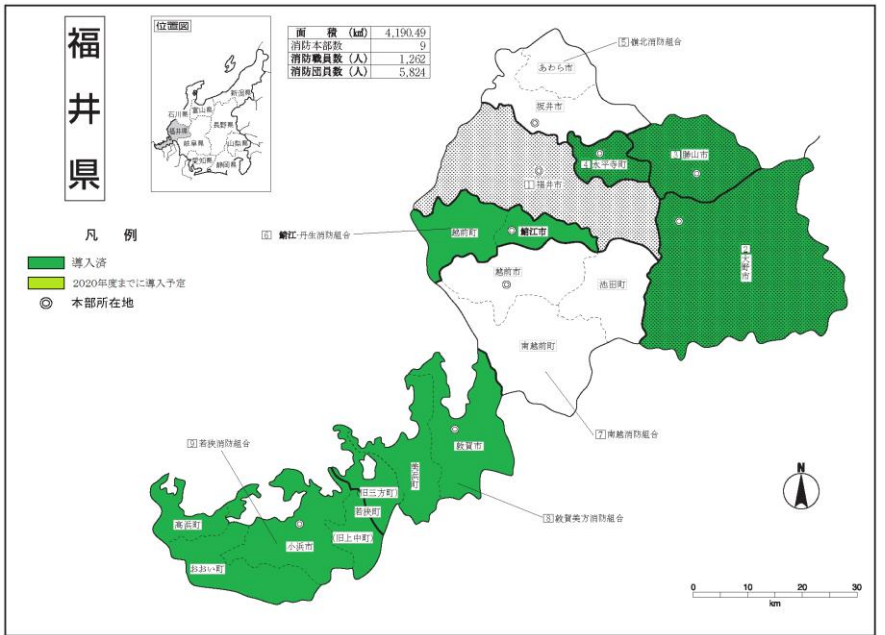 福井県
位置図
新潟県
石川県
富山県
福井県
長野県
岐阜県
山梨県
愛知県
静岡県
面積(k㎡) 4,190.49
消防本部数 9
消防職員数(人) 1,262
消防団員数(人) 5,824
凡例
導入済
2020年度までに導入予定
◎ 本部所在地
5 嶺北消防組合
あわら市
坂井市
4 永平寺町
3 勝山市
1 福井市
2 大野市
6 鯖江・丹生消防組合
越前町
鯖江市
越前市
池田町
南越前町
7 南越消防組合
9 若狭消防組合
敦賀市
美浜町
(旧三方町)
若狭町
(旧上中町)
8 敦賀美方消防組合
高浜町
小浜市
おおい町
N
0 10 20 30
km